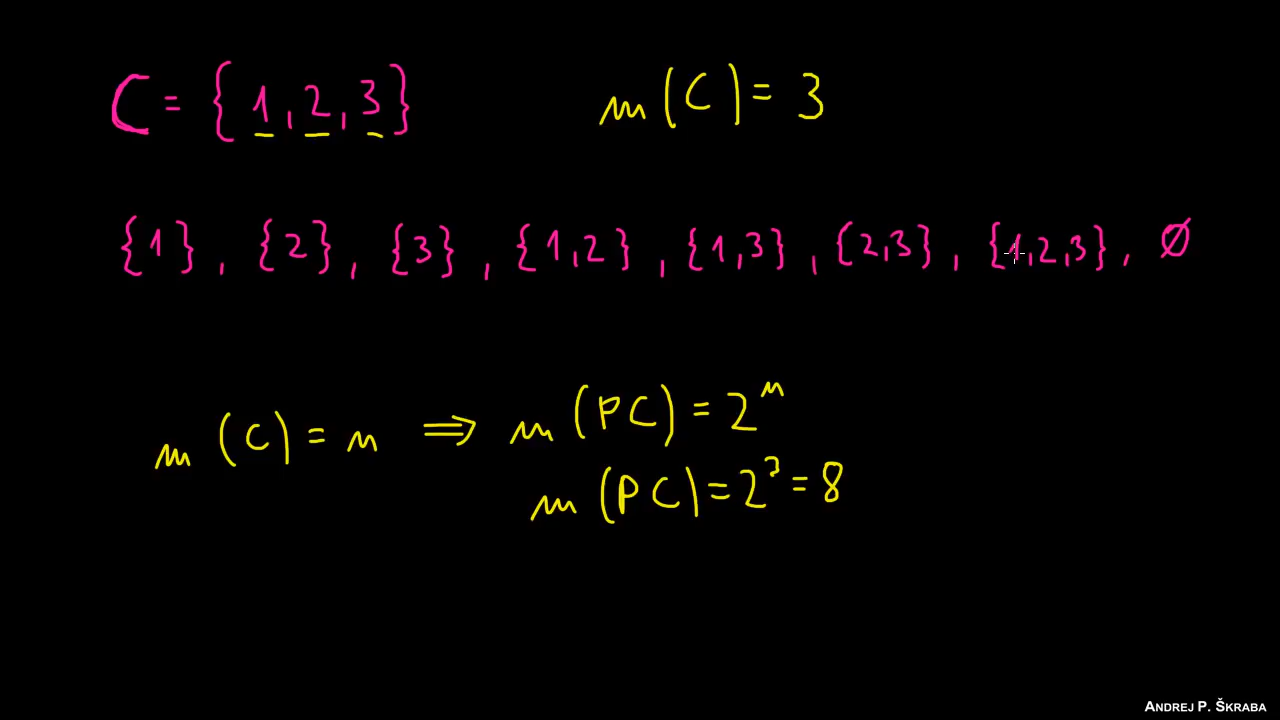 C = {1, 2, 3} m(C) = 3
{1}, {2}, {3}, {1,2}, {1,3}, {2,3}, {1,2,3}, ∅
m(C) = n ⟹ m(PC) = 2ⁿ
m(PC) = 2³ = 8
ANDREJ P. ŠKRABA